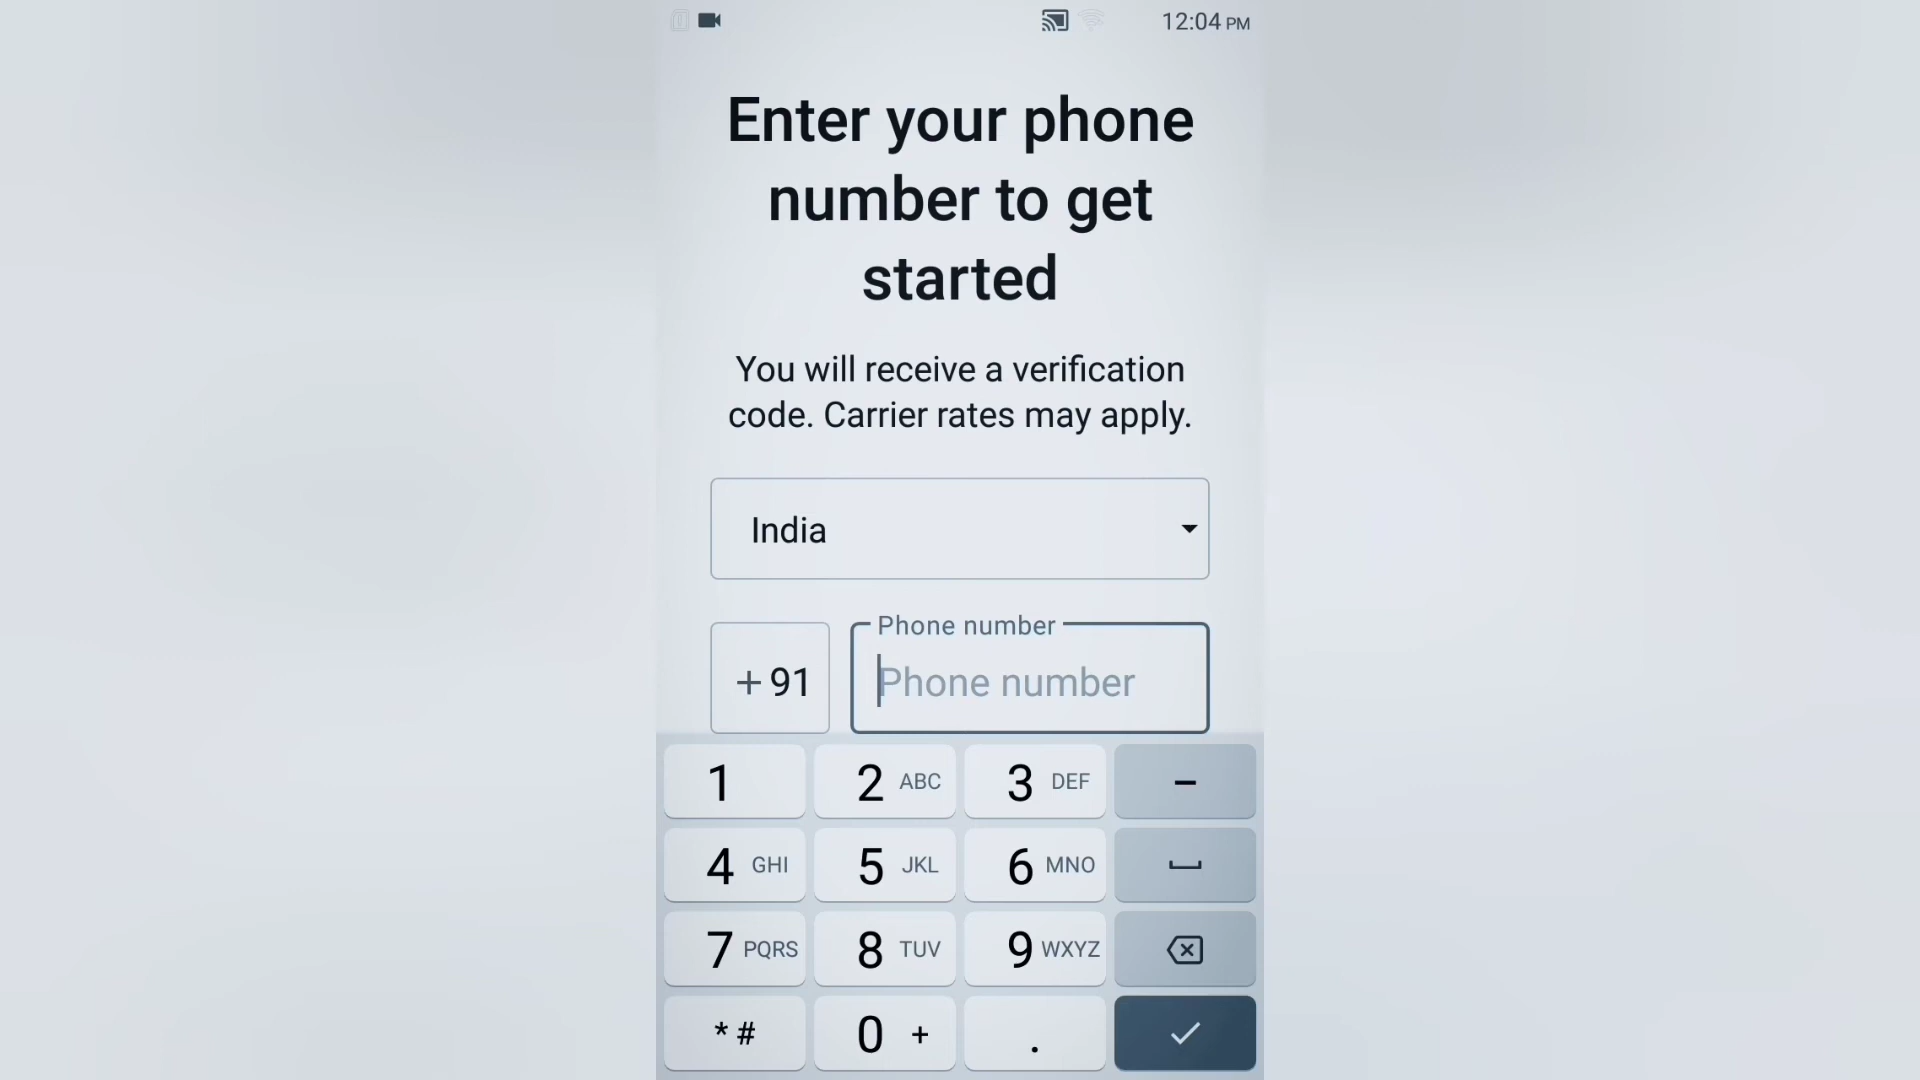 12:04 PM
Enter your phone
number to get
started
You will receive a verification
code. Carrier rates may apply.
India
Phone number
+ 91
Phone number
1
2 ABC
3 DEF
–
4 GHI
5 JKL
6 MNO
7 PQRS
8 TUV
9 WXYZ
* #
0 +
.